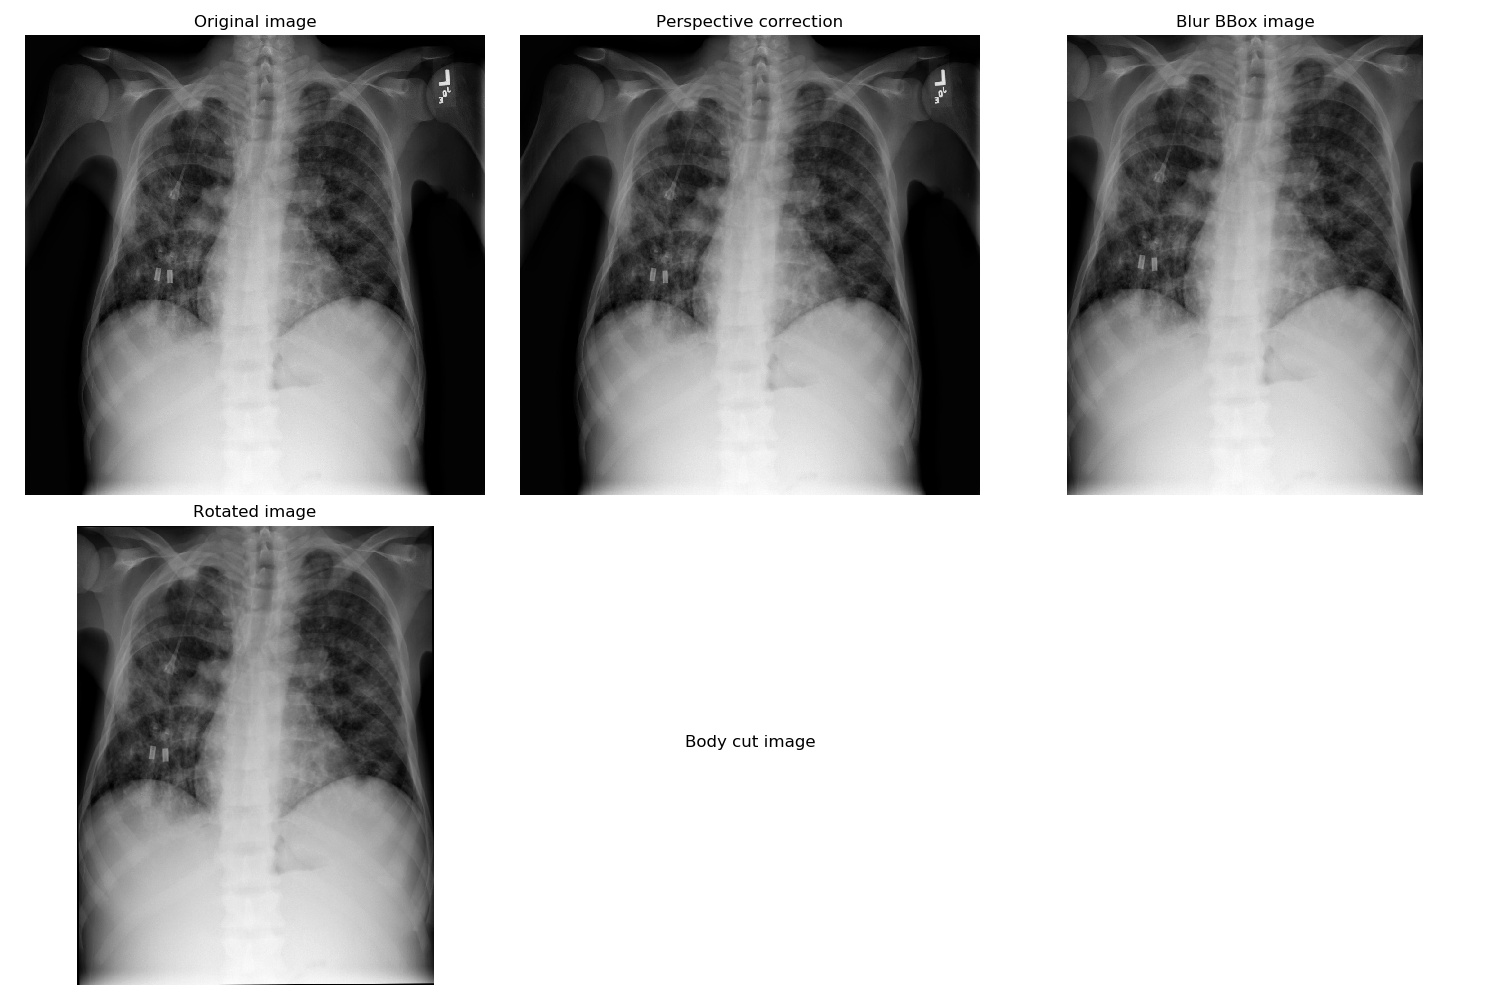 Original image
Perspective correction
Blur BBox image
L
Rotated image
Body cut image